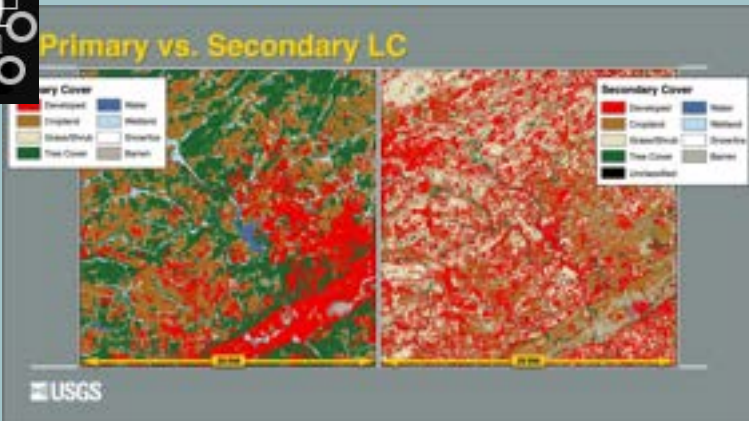 Primary vs. Secondary LC
ary Cover
Developed
Water
Cropland
Wetland
Grass/Shrub
Snow/Ice
Tree Cover
Barren
Secondary Cover
Developed
Water
Cropland
Wetland
Grass/Shrub
Snow/Ice
Tree Cover
Barren
Unclassified
USGS